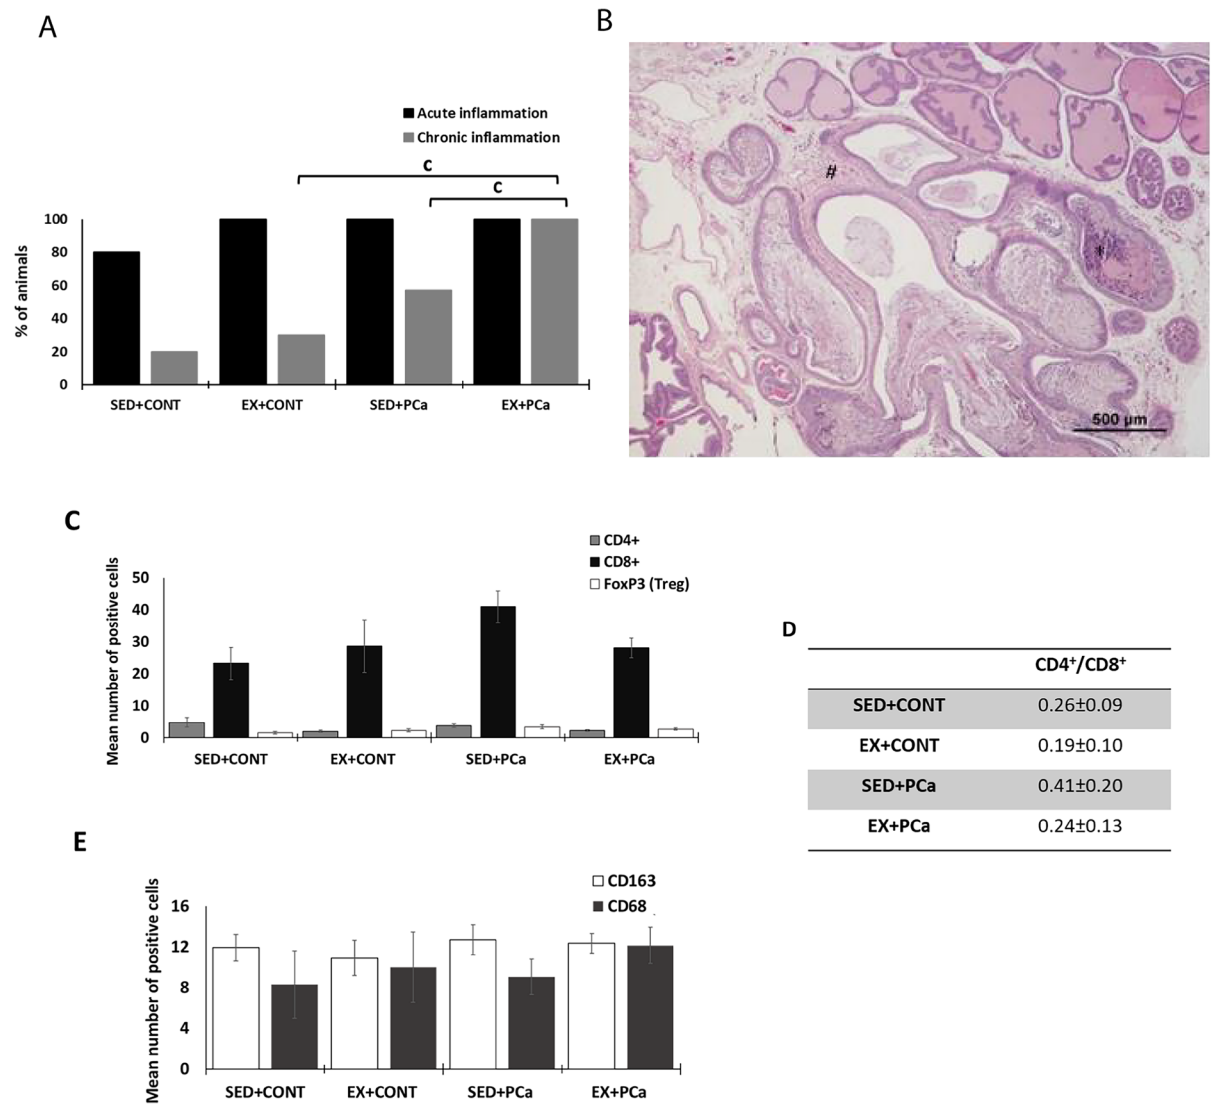 A
Acute inflammation
Chronic inflammation
C
C
% of animals
100
80
60
40
20
0
SED+CONT EX+CONT SED+PCa EX+PCa
B
#
*
500 µm
C
CD4+
CD8+
FoxP3 (Treg)
Mean number of positive cells
50
40
30
20
10
0
SED+CONT EX+CONT SED+PCa EX+PCa
D
CD4⁺/CD8⁺
SED+CONT 0.26±0.09
EX+CONT 0.19±0.10
SED+PCa 0.41±0.20
EX+PCa 0.24±0.13
E
CD163
CD68
Mean number of positive cells
16
12
8
4
0
SED+CONT EX+CONT SED+PCa EX+PCa